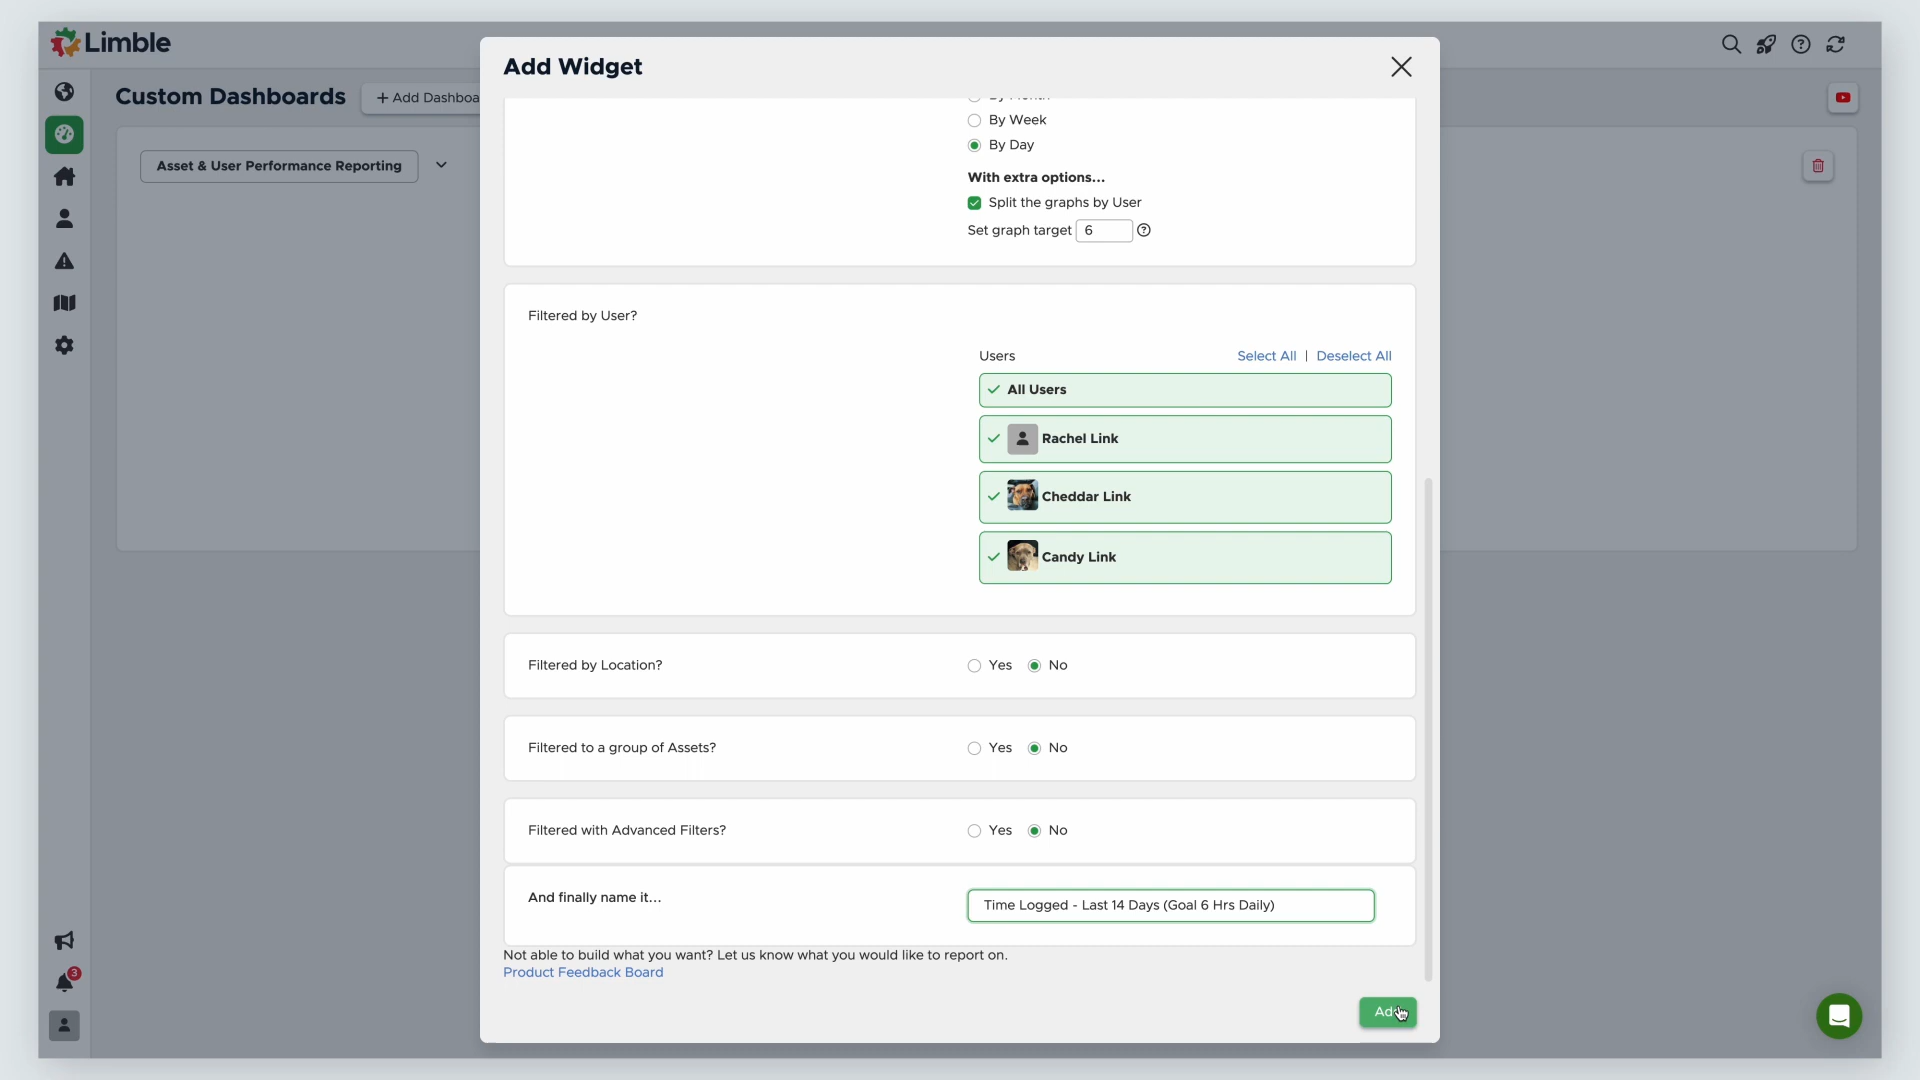 Limble
Add Widget
Custom Dashboards
+ Add Dashboa
By Month
By Week
By Day
Asset & User Performance Reporting
With extra options...
Split the graphs by User
Set graph target 6
Filtered by User?
Users Select All | Deselect All
All Users
Rachel Link
Cheddar Link
Candy Link
Filtered by Location? Yes No
Filtered to a group of Assets? Yes No
Filtered with Advanced Filters? Yes No
And finally name it...
Time Logged - Last 14 Days (Goal 6 Hrs Daily)
Not able to build what you want? Let us know what you would like to report on.
Product Feedback Board
3
Add